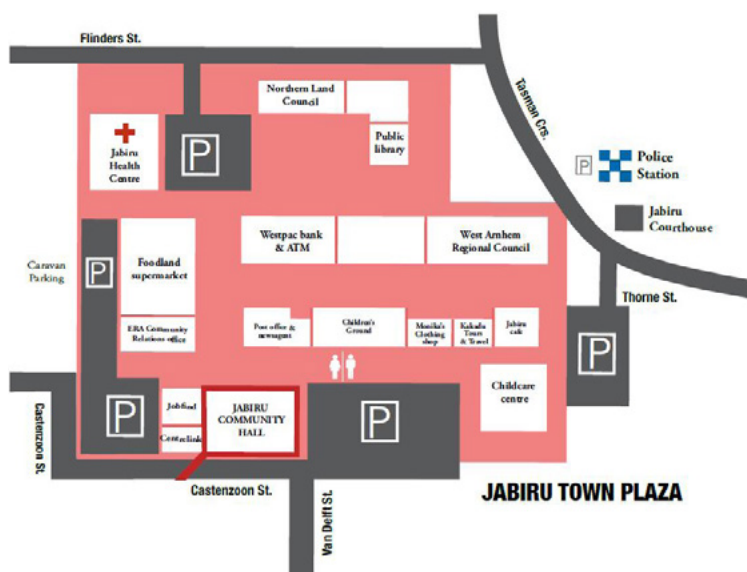 Flinders St.
Northern Land
Council
Public
library
Jabiru
Health
Centre
P
Tasman Crs.
P
Police
Station
Jabiru
Courthouse
Caravan
Parking
P
Foodland
supermarket
Westpac bank
& ATM
West Arnhem
Regional Council
Thorne St.
ERA Community
Relations office
Post office &
newsagent
Children's
Ground
Monika's
Clothing
shop
Kakadu
Tours
& Travel
Jabiru
cafe
P
Childcare
centre
Castenzoon St.
P
Jobfind
Centrelink
JABIRU
COMMUNITY
HALL
P
Castenzoon St.
Van Delft St.
JABIRU TOWN PLAZA